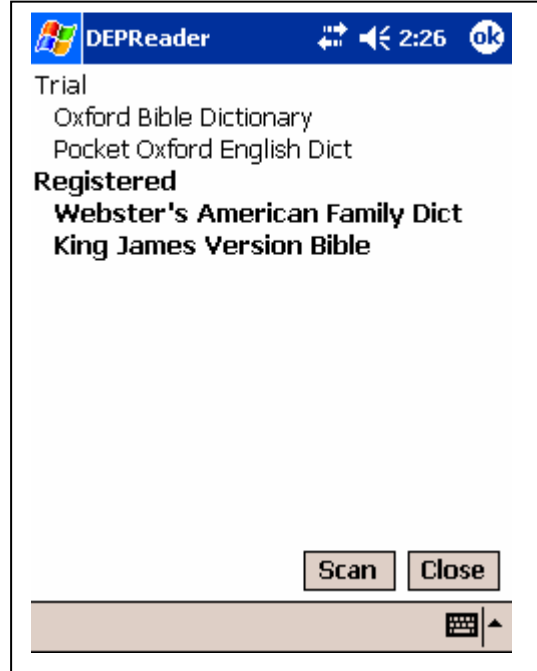 DEPReader 2:26 ok
Trial
Oxford Bible Dictionary
Pocket Oxford English Dict
Registered
Webster's American Family Dict
King James Version Bible
Scan Close